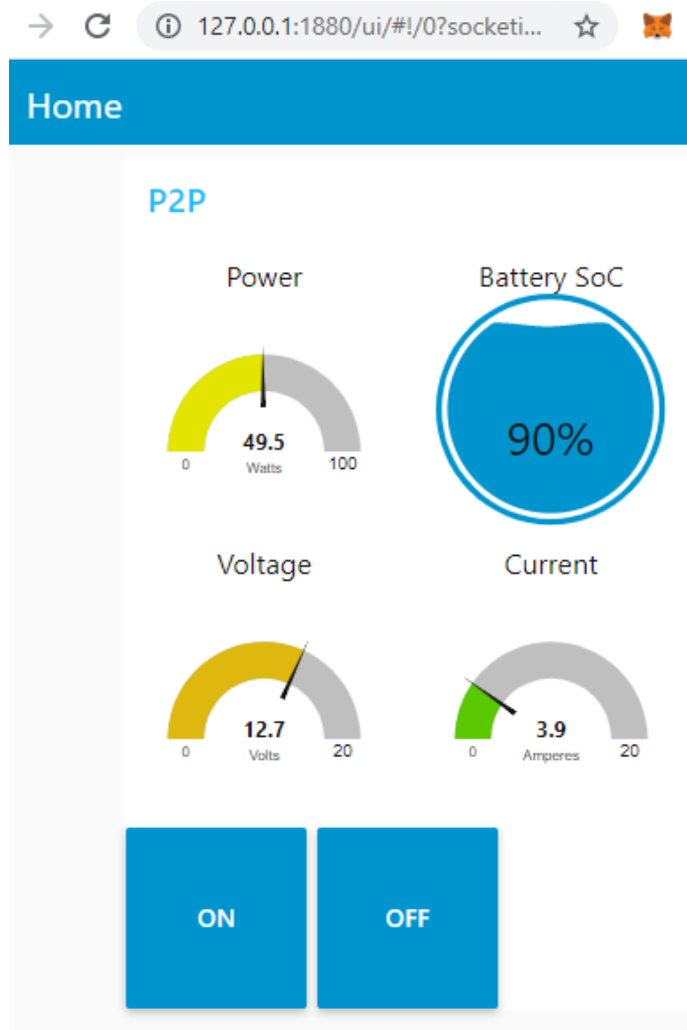 127.0.0.1:1880/ui/#!/0?socketi...
Home
P2P
Power
Battery SoC
49.5
Watts
0
100
90%
Voltage
Current
12.7
Volts
0
20
3.9
Amperes
0
20
ON
OFF